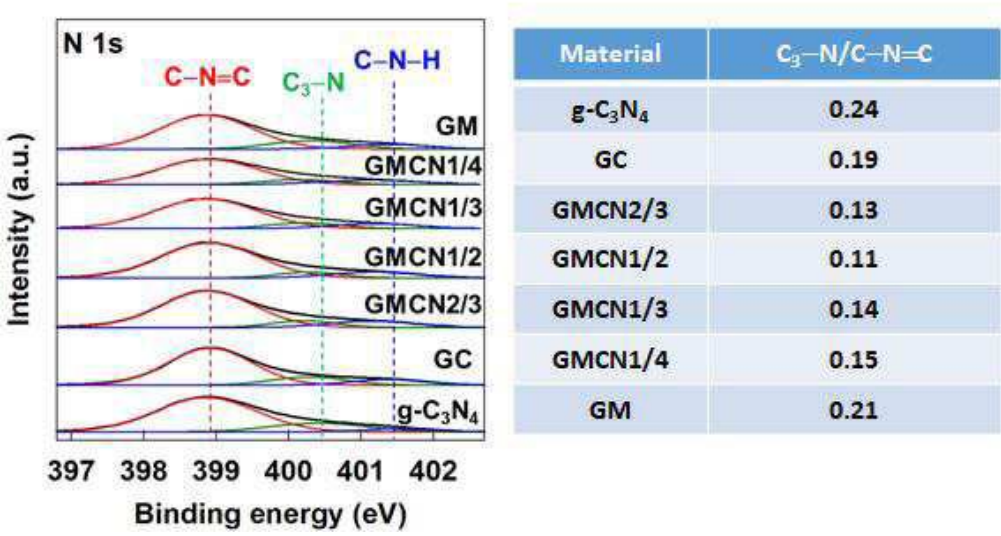 N 1s
C–N=C
C₃–N
C–N–H
GM
GMCN1/4
GMCN1/3
GMCN1/2
GMCN2/3
GC
g-C₃N₄
Intensity (a.u.)
397 398 399 400 401 402
Binding energy (eV)
Material C₃–N/C–N=C
g-C₃N₄ 0.24
GC 0.19
GMCN2/3 0.13
GMCN1/2 0.11
GMCN1/3 0.14
GMCN1/4 0.15
GM 0.21